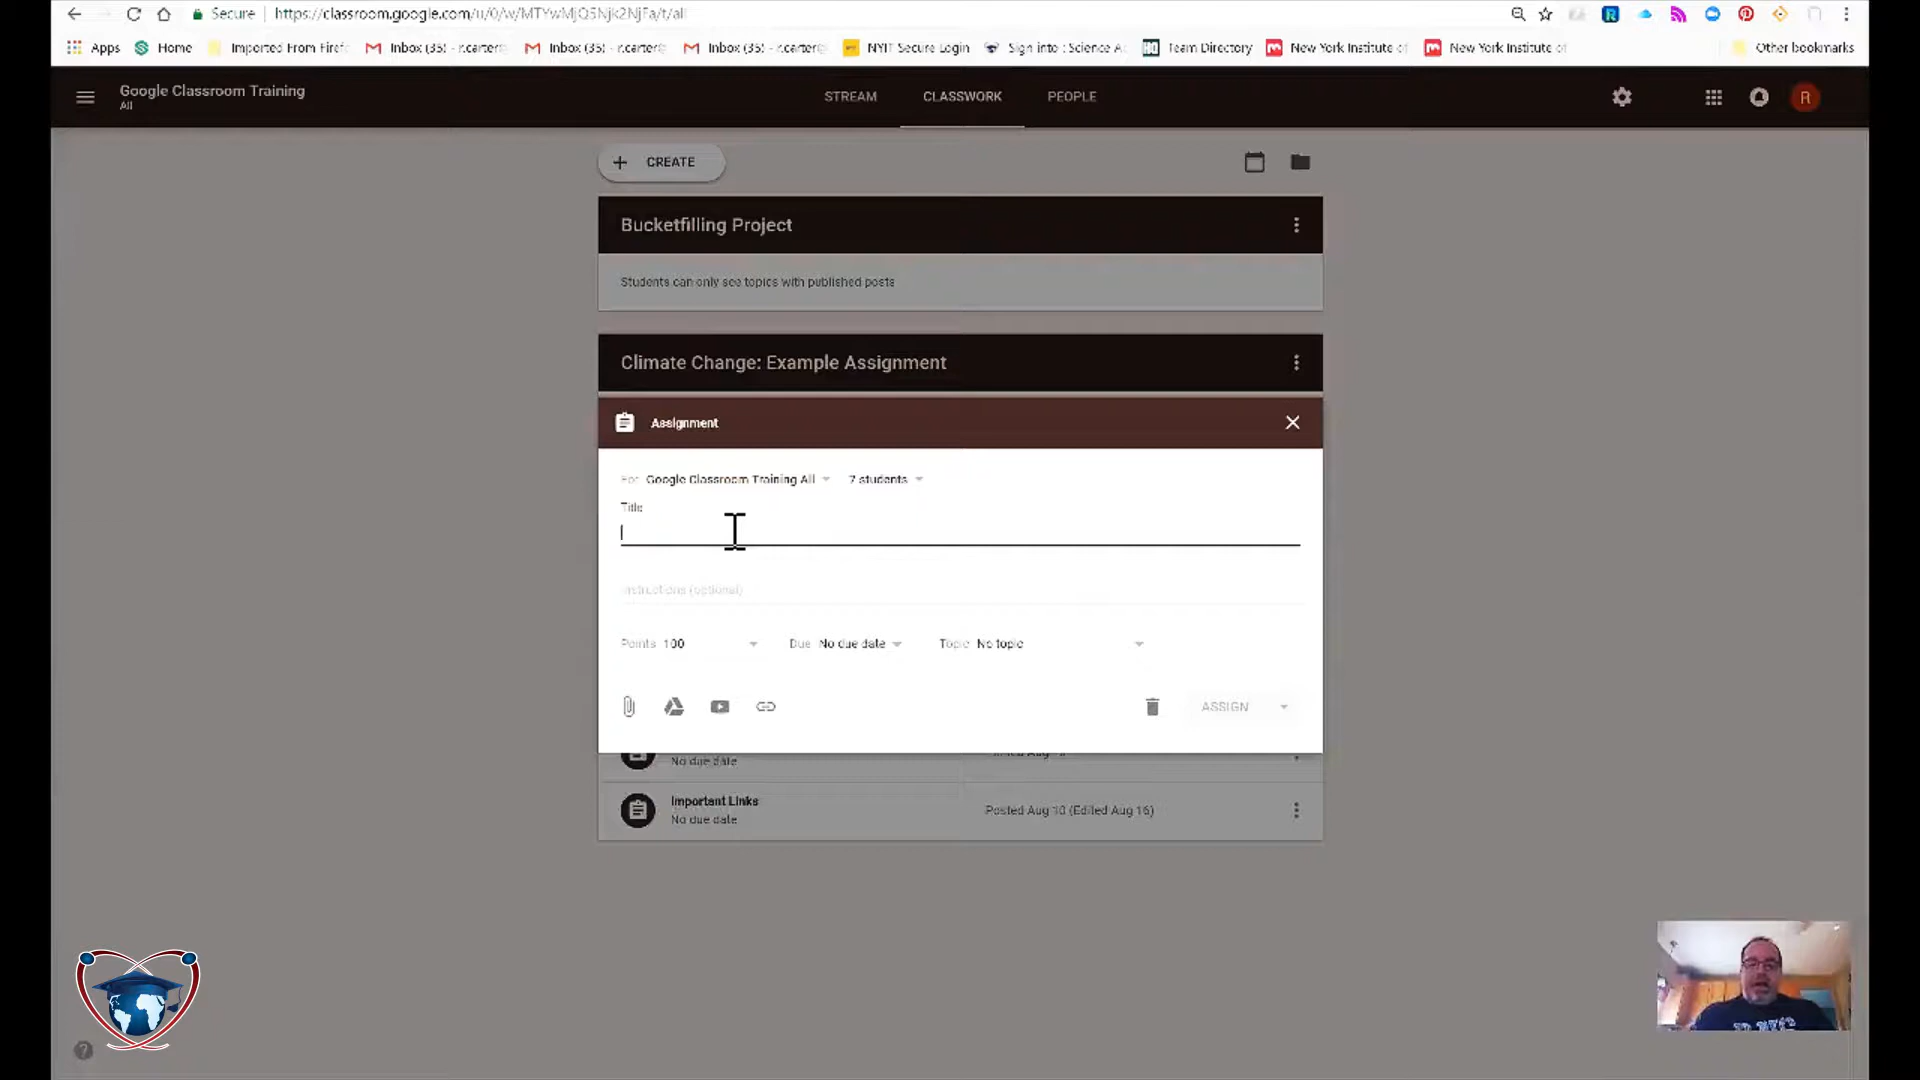 Secure
https://classroom.google.com/u/0/w/MTYwMjQ5Njk2NjFa/t/all
Apps Home Imported From Firef Inbox (35) - r.carter Inbox (35) - r.carter Inbox (35) - r.carter NYIT Secure Login Sign into : Science A Team Directory New York Institute of New York Institute of Other bookmarks
Google Classroom Training
All
STREAM CLASSWORK PEOPLE
R
CREATE
Bucketfilling Project
Students can only see topics with published posts
Climate Change: Example Assignment
Assignment
For Google Classroom Training All 7 students
Title
Instructions (optional)
Points 100 Due No due date Topic No topic
ASSIGN
No due date
Important Links
Posted Aug 10 (Edited Aug 16)
No due date